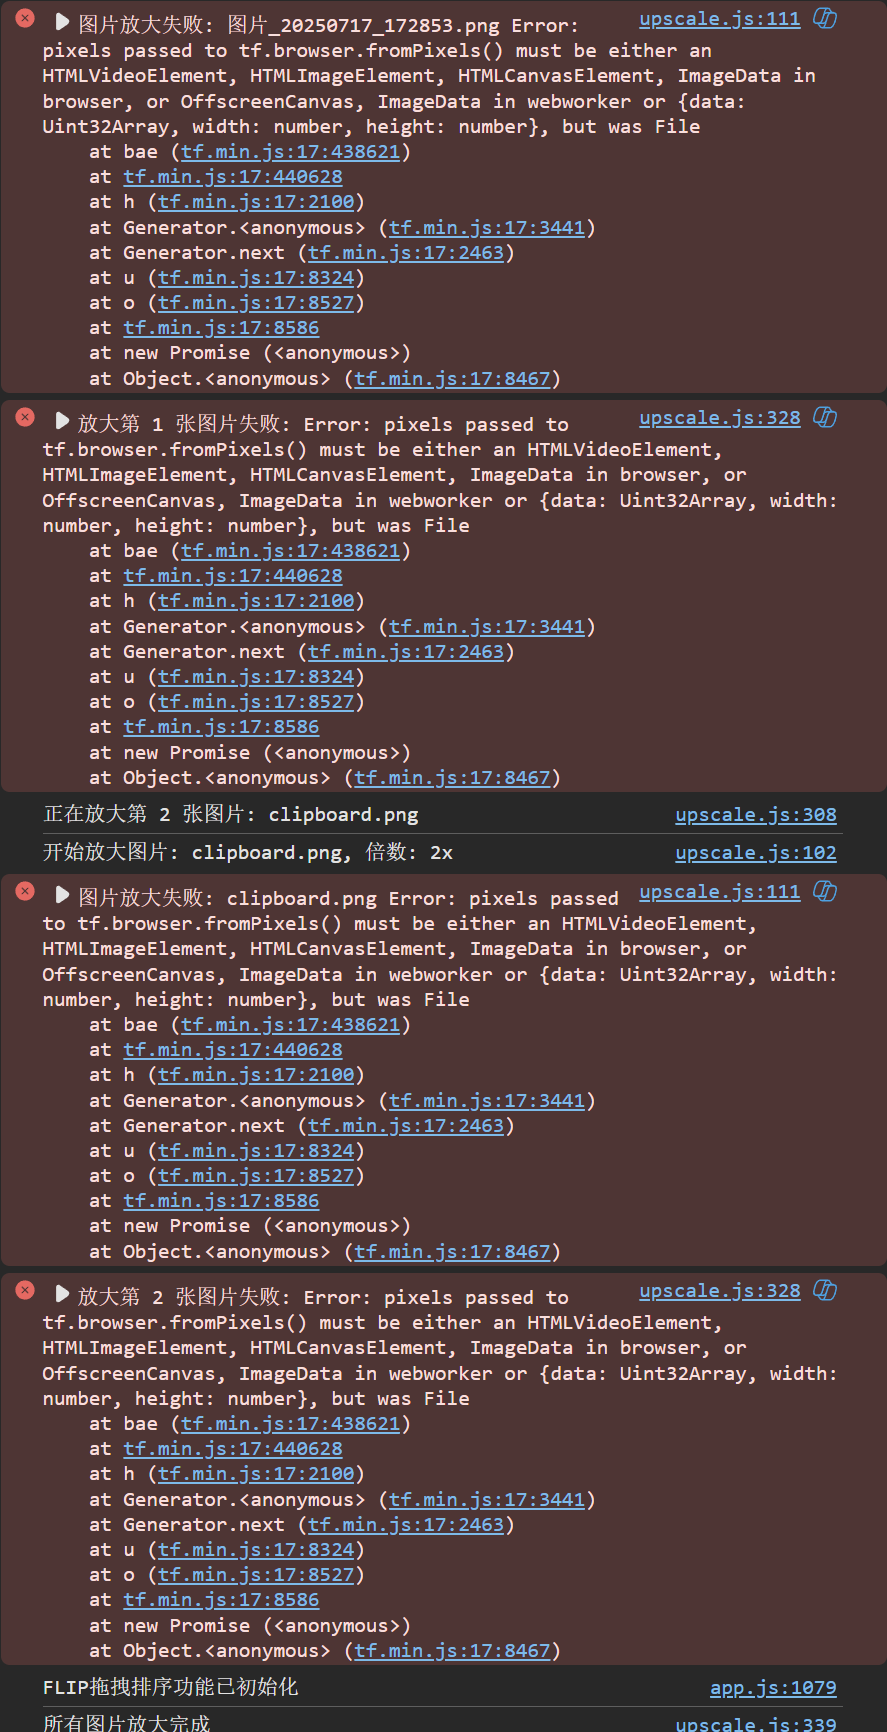 图片放大失败: 图片_20250717_172853.png Error: upscale.js:111
pixels passed to tf.browser.fromPixels() must be either an
HTMLVideoElement, HTMLImageElement, HTMLCanvasElement, ImageData in
browser, or OffscreenCanvas, ImageData in webworker or {data:
Uint32Array, width: number, height: number}, but was File
at bae (tf.min.js:17:438621)
at tf.min.js:17:440628
at h (tf.min.js:17:2100)
at Generator.<anonymous> (tf.min.js:17:3441)
at Generator.next (tf.min.js:17:2463)
at u (tf.min.js:17:8324)
at o (tf.min.js:17:8527)
at tf.min.js:17:8586
at new Promise (<anonymous>)
at Object.<anonymous> (tf.min.js:17:8467)
放大第 1 张图片失败: Error: pixels passed to upscale.js:328
tf.browser.fromPixels() must be either an HTMLVideoElement,
HTMLImageElement, HTMLCanvasElement, ImageData in browser, or
OffscreenCanvas, ImageData in webworker or {data: Uint32Array, width:
number, height: number}, but was File
at bae (tf.min.js:17:438621)
at tf.min.js:17:440628
at h (tf.min.js:17:2100)
at Generator.<anonymous> (tf.min.js:17:3441)
at Generator.next (tf.min.js:17:2463)
at u (tf.min.js:17:8324)
at o (tf.min.js:17:8527)
at tf.min.js:17:8586
at new Promise (<anonymous>)
at Object.<anonymous> (tf.min.js:17:8467)
正在放大第 2 张图片: clipboard.png upscale.js:308
开始放大图片: clipboard.png, 倍数: 2x upscale.js:102
图片放大失败: clipboard.png Error: pixels passed upscale.js:111
to tf.browser.fromPixels() must be either an HTMLVideoElement,
HTMLImageElement, HTMLCanvasElement, ImageData in browser, or
OffscreenCanvas, ImageData in webworker or {data: Uint32Array, width:
number, height: number}, but was File
at bae (tf.min.js:17:438621)
at tf.min.js:17:440628
at h (tf.min.js:17:2100)
at Generator.<anonymous> (tf.min.js:17:3441)
at Generator.next (tf.min.js:17:2463)
at u (tf.min.js:17:8324)
at o (tf.min.js:17:8527)
at tf.min.js:17:8586
at new Promise (<anonymous>)
at Object.<anonymous> (tf.min.js:17:8467)
放大第 2 张图片失败: Error: pixels passed to upscale.js:328
tf.browser.fromPixels() must be either an HTMLVideoElement,
HTMLImageElement, HTMLCanvasElement, ImageData in browser, or
OffscreenCanvas, ImageData in webworker or {data: Uint32Array, width:
number, height: number}, but was File
at bae (tf.min.js:17:438621)
at tf.min.js:17:440628
at h (tf.min.js:17:2100)
at Generator.<anonymous> (tf.min.js:17:3441)
at Generator.next (tf.min.js:17:2463)
at u (tf.min.js:17:8324)
at o (tf.min.js:17:8527)
at tf.min.js:17:8586
at new Promise (<anonymous>)
at Object.<anonymous> (tf.min.js:17:8467)
FLIP拖拽排序功能已初始化 app.js:1079
所有图片放大完成 upscale.js:339